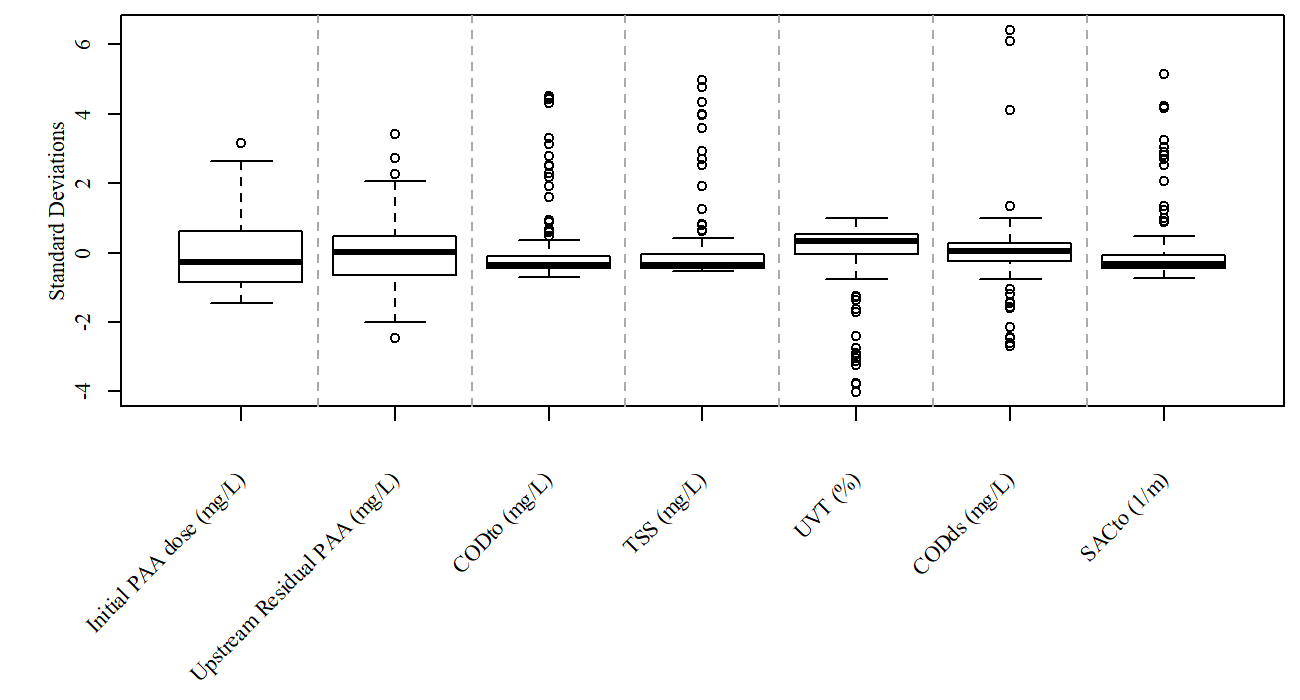 Standard Deviations
6
4
2
0
-2
-4
Initial PAA dose (mg/L)
Upstream Residual PAA (mg/L)
CODto (mg/L)
TSS (mg/L)
UVT (%)
CODds (mg/L)
SACto (1/m)